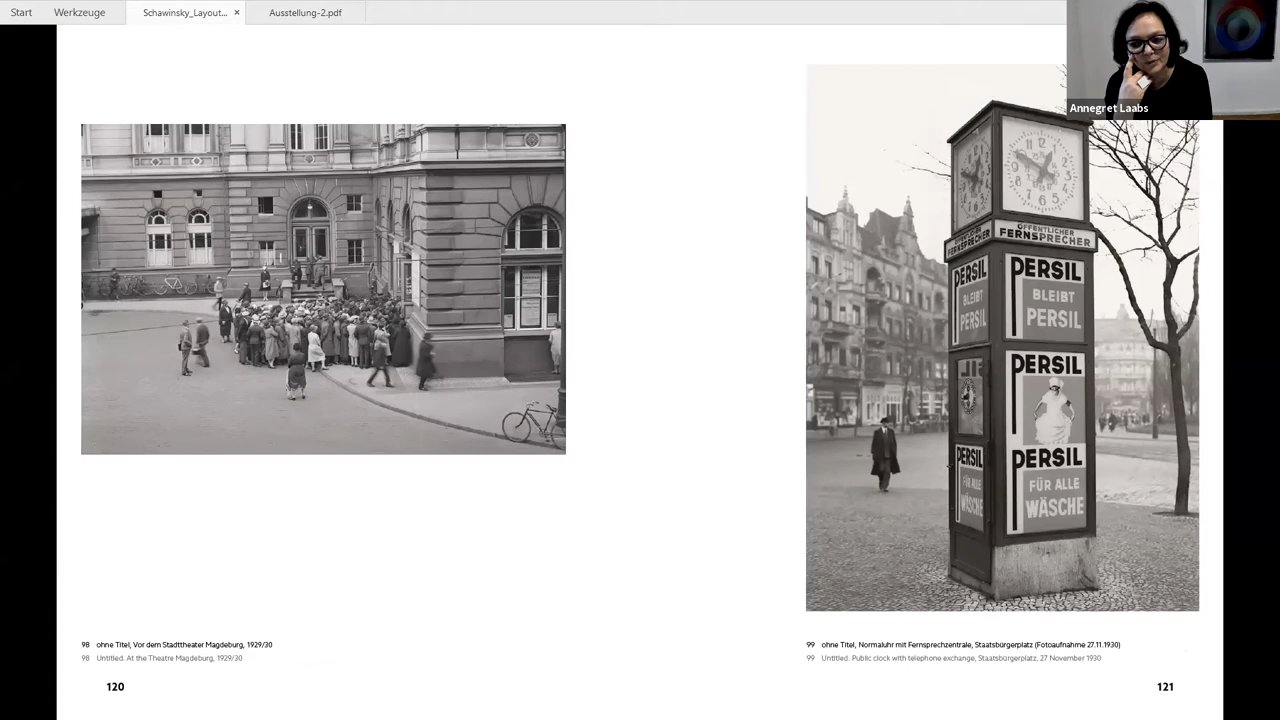 Start Werkzeuge Schawinsky_Layout... × Ausstellung-2.pdf
Annegret Laabs
ÖFFENTLICHER
FERNSPRECHER
ÖFFENTLICHER
FERNSPRECHER
PERSIL
BLEIBT
PERSIL
PERSIL
BLEIBT
PERSIL
PERSIL
PERSIL
FÜR ALLE
WÄSCHE
PERSIL
FÜR ALLE
WÄSCHE
98 ohne Titel, Vor dem Stadttheater Magdeburg, 1929/30
98 Untitled. At the Theatre Magdeburg, 1929/30
120
99 ohne Titel, Normaluhr mit Fernsprechzentrale, Staatsbürgerplatz (Fotoaufnahme 27.11.1930)
99 Untitled. Public clock with telephone exchange, Staatsbürgerplatz, 27 November 1930
121